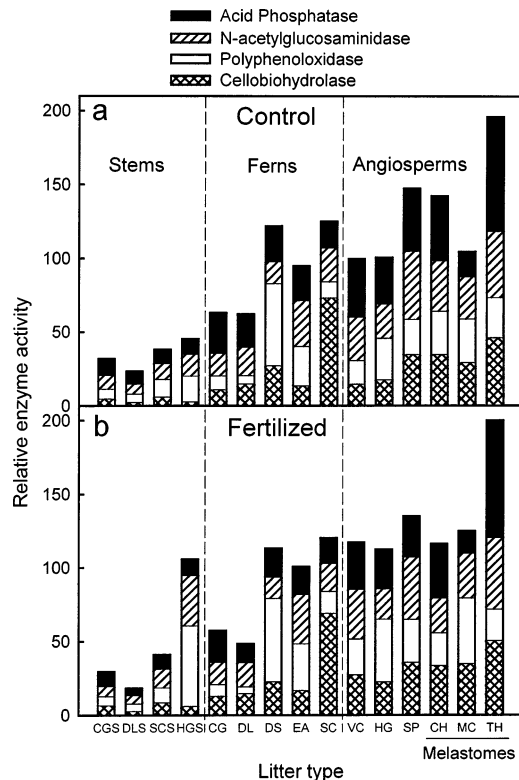 Acid Phosphatase
N-acetylglucosaminidase
Polyphenoloxidase
Cellobiohydrolase
a
Control
Stems
Ferns
Angiosperms
200
150
100
50
0
b
Fertilized
200
150
100
50
0
Relative enzyme activity
CGS DLS SCS HGS CG DL DS EA SC VC HG SP CH MC TH
Melastomes
Litter type